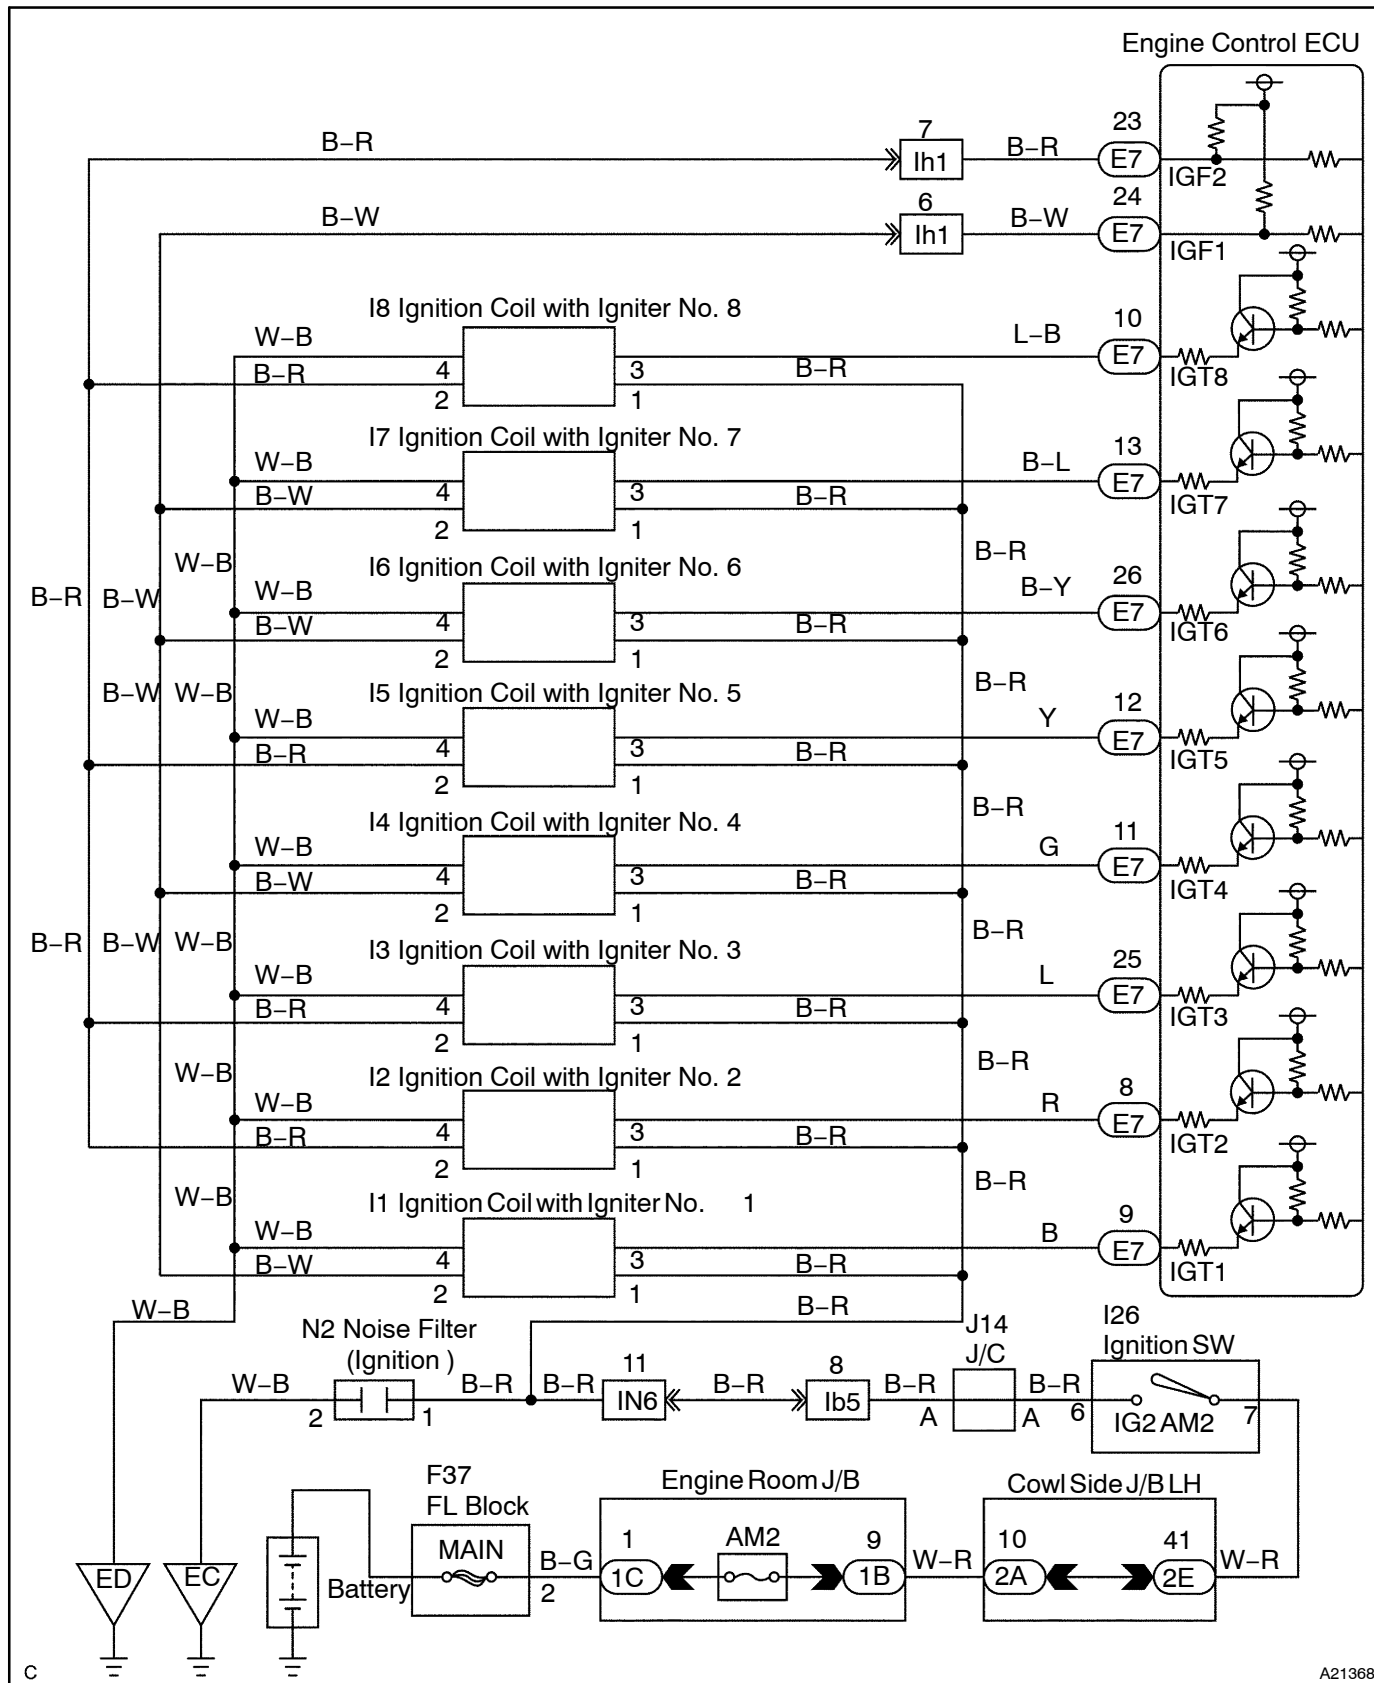 Engine Control ECU
B–R
7
Ih1
B–R
23
E7
IGF2
B–W
6
Ih1
B–W
24
E7
IGF1
I8 Ignition Coil with Igniter No. 8
W–B
B–R
4
2
3
1
B–R
L–B
10
E7
IGT8
I7 Ignition Coil with Igniter No. 7
W–B
B–W
4
2
3
1
B–R
B–L
13
E7
IGT7
W–B
B–R
I6 Ignition Coil with Igniter No. 6
B–R
B–W
W–B
B–W
4
2
3
1
B–R
B–Y
26
E7
IGT6
B–W
W–B
B–R
I5 Ignition Coil with Igniter No. 5
W–B
B–R
4
2
3
1
B–R
Y
12
E7
IGT5
B–R
I4 Ignition Coil with Igniter No. 4
W–B
B–W
4
2
3
1
B–R
G
11
E7
IGT4
B–R
B–W
W–B
B–R
I3 Ignition Coil with Igniter No. 3
W–B
B–R
4
2
3
1
B–R
L
25
E7
IGT3
W–B
B–R
I2 Ignition Coil with Igniter No. 2
W–B
B–R
4
2
3
1
B–R
R
8
E7
IGT2
W–B
B–R
I1 Ignition Coil with Igniter No. 1
W–B
B–W
4
2
3
1
B–R
B
9
E7
IGT1
W–B
B–R
N2 Noise Filter
(Ignition )
W–B
2
1
B–R
B–R
11
IN6
B–R
8
Ib5
B–R
A
J14
J/C
A
B–R
6
I26
Ignition SW
IG2 AM2
7
ED
EC
Battery
F37
FL Block
MAIN
B–G
2
Engine Room J/B
1
1C
AM2
9
1B
W–R
Cowl Side J/B LH
10
2A
41
2E
W–R
C
A21368